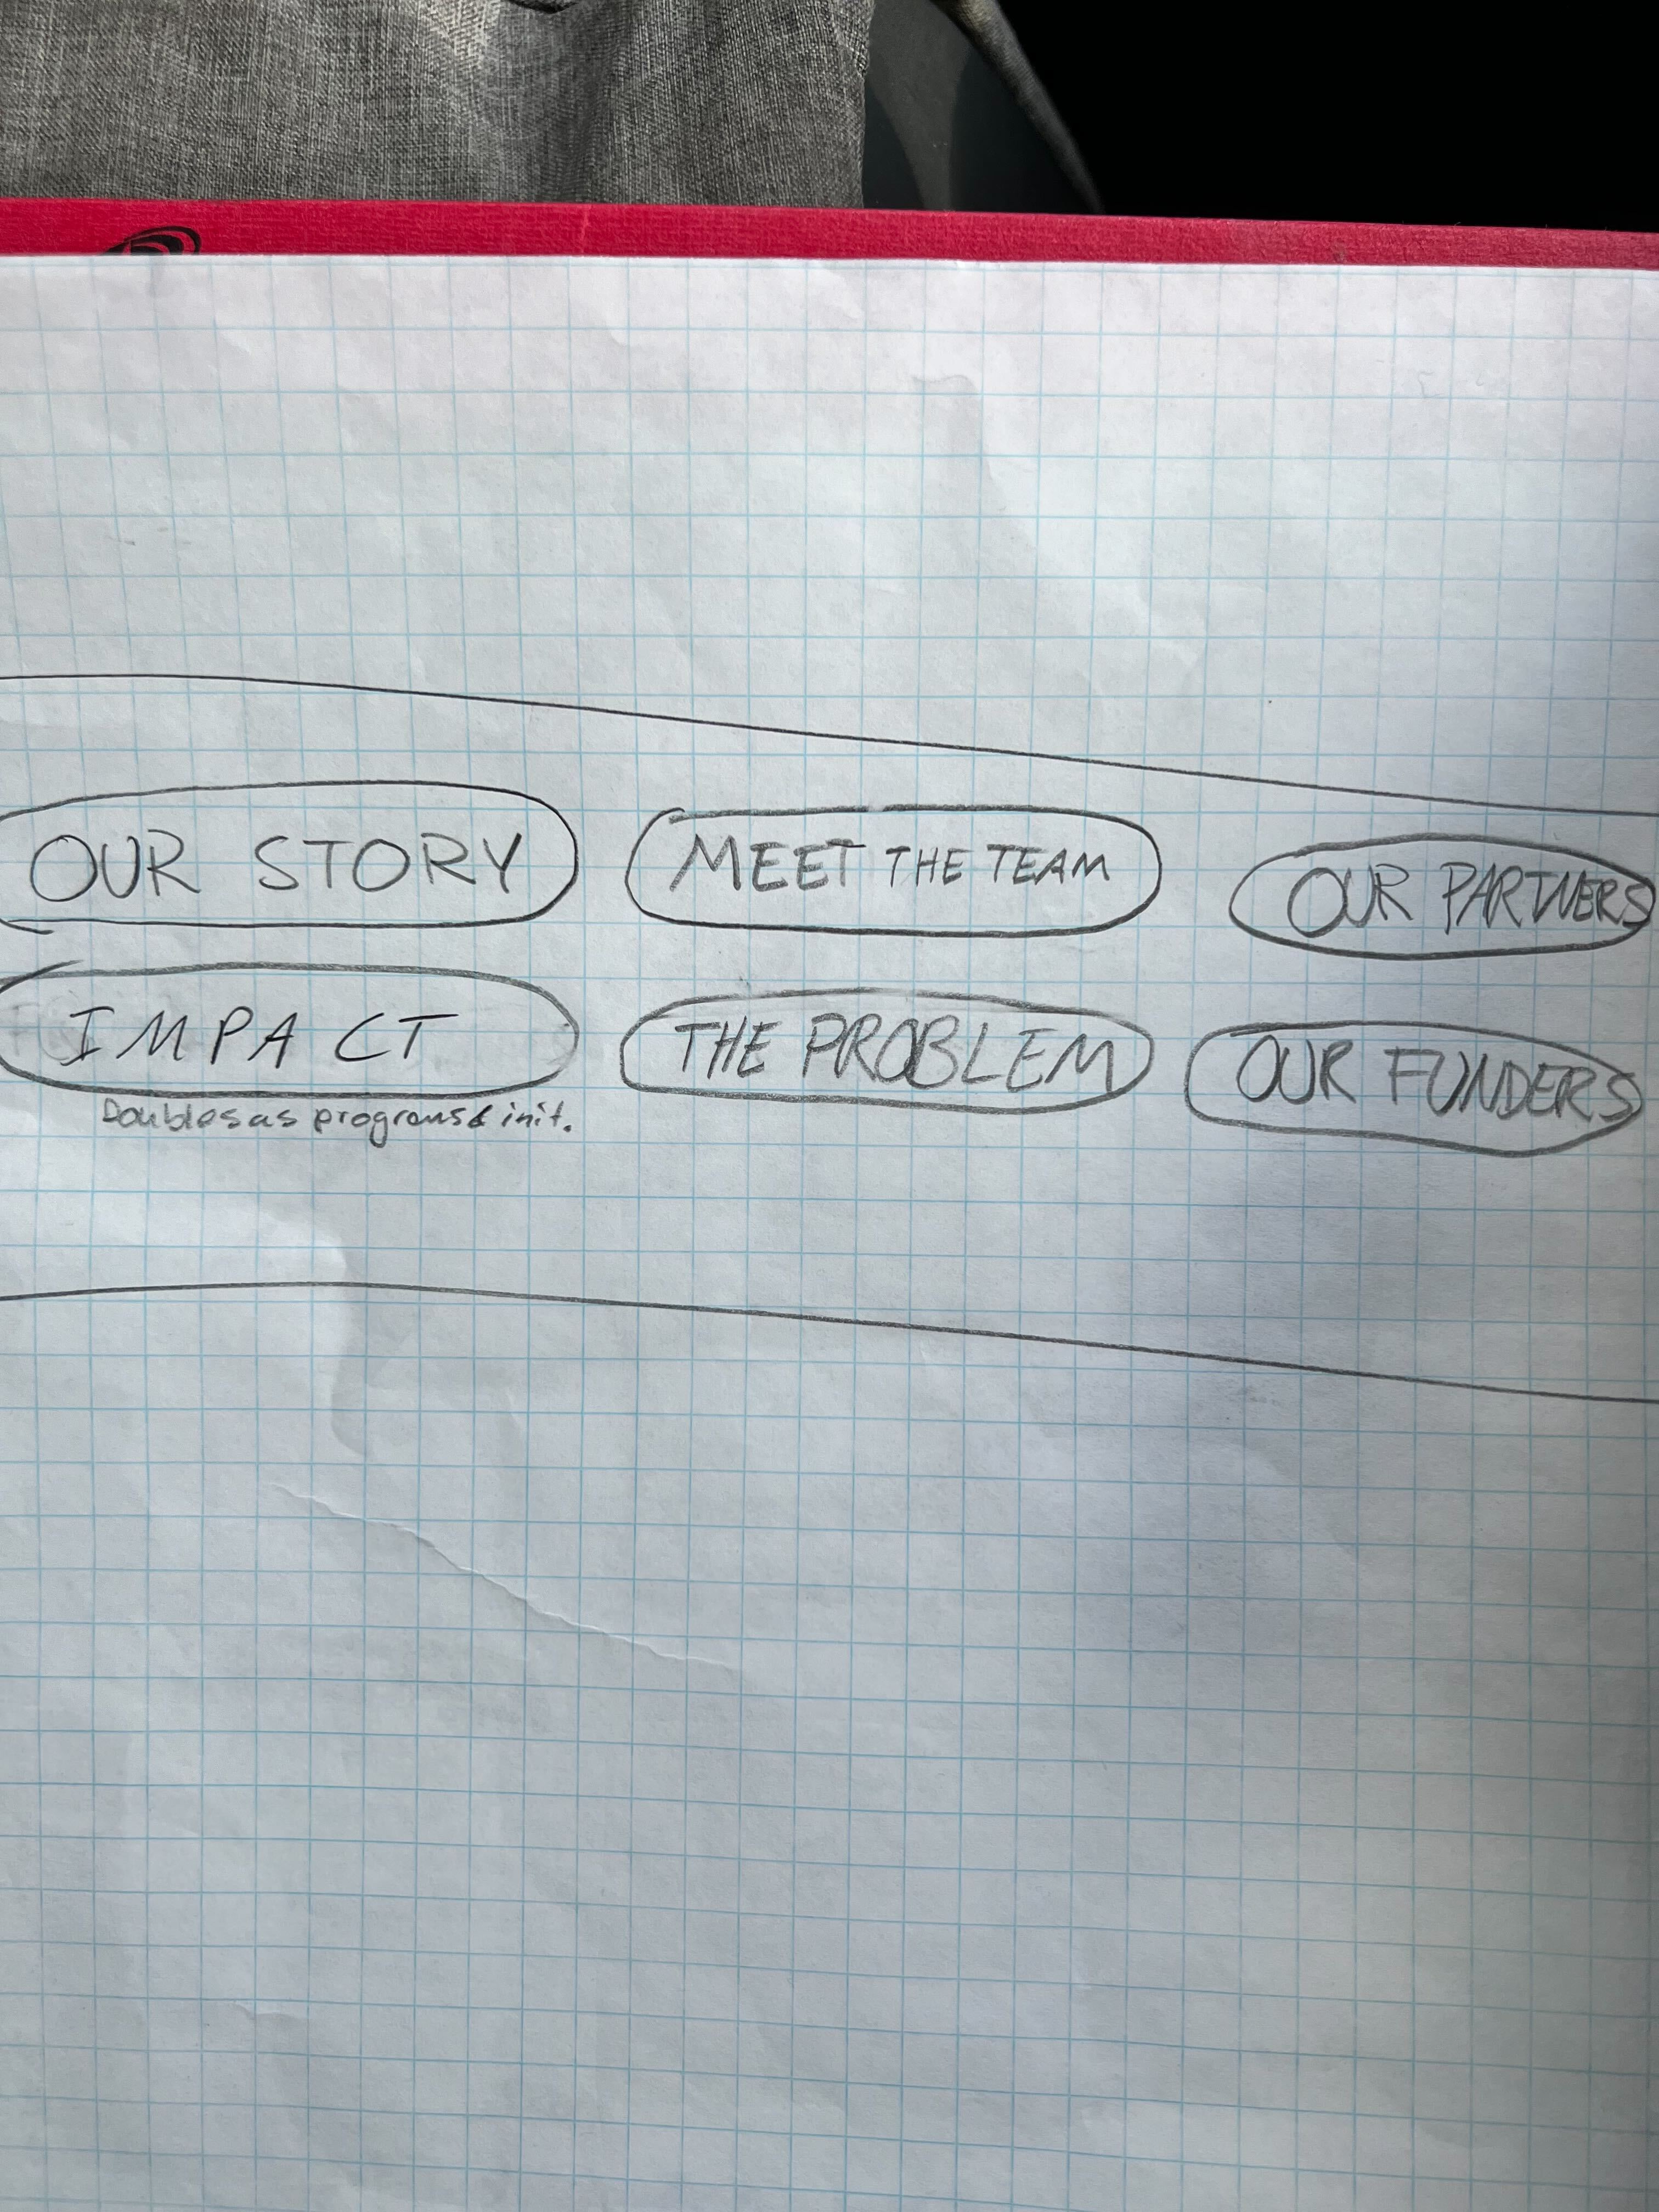 OUR STORY
MEET THE TEAM
OUR PARTNERS
IMPACT
THE PROBLEM
OUR FUNDERS
Doubles as programs & init.